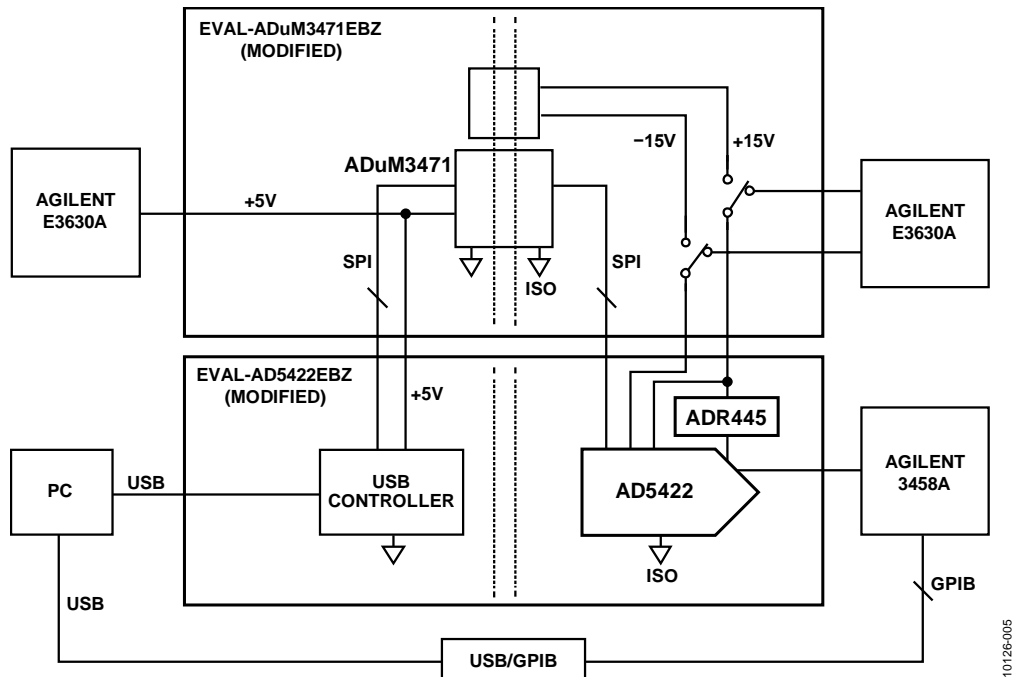 EVAL-ADuM3471EBZ
(MODIFIED)
−15V
+15V
ADuM3471
AGILENT
E3630A
+5V
AGILENT
E3630A
SPI
ISO
SPI
EVAL-AD5422EBZ
(MODIFIED)
+5V
ADR445
PC
USB
USB
CONTROLLER
AD5422
AGILENT
3458A
ISO
USB
GPIB
USB/GPIB
10126-005